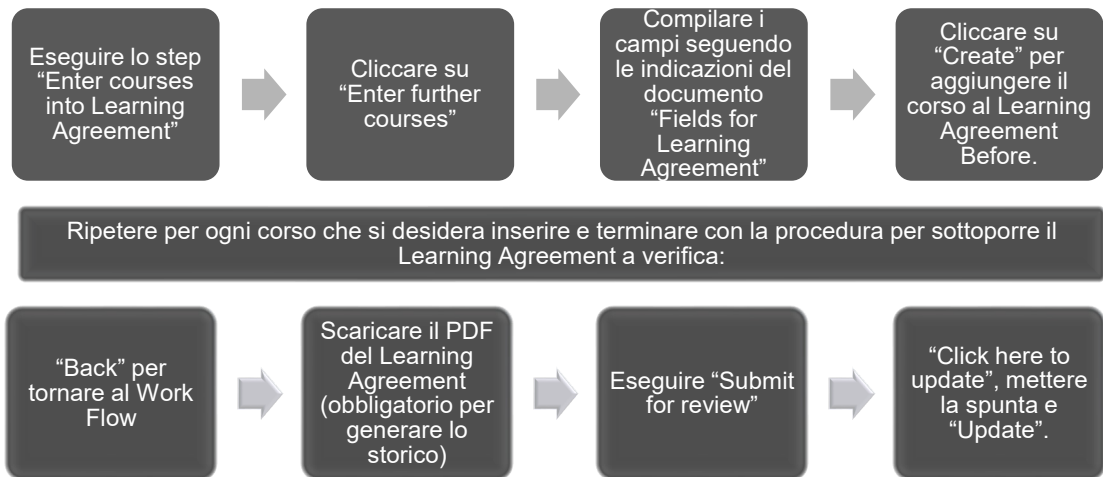 Eseguire lo step
“Enter courses
into Learning
Agreement”
Cliccare su
“Enter further
courses”
Compilare i
campi seguendo
le indicazioni del
documento
“Fields for
Learning
Agreement”
Cliccare su
“Create” per
aggiungere il
corso al Learning
Agreement
Before.
Ripetere per ogni corso che si desidera inserire e terminare con la procedura per sottoporre il
Learning Agreement a verifica:
“Back” per
tornare al Work
Flow
Scaricare il PDF
del Learning
Agreement
(obbligatorio per
generare lo
storico)
Eseguire “Submit
for review”
“Click here to
update”, mettere
la spunta e
“Update”.